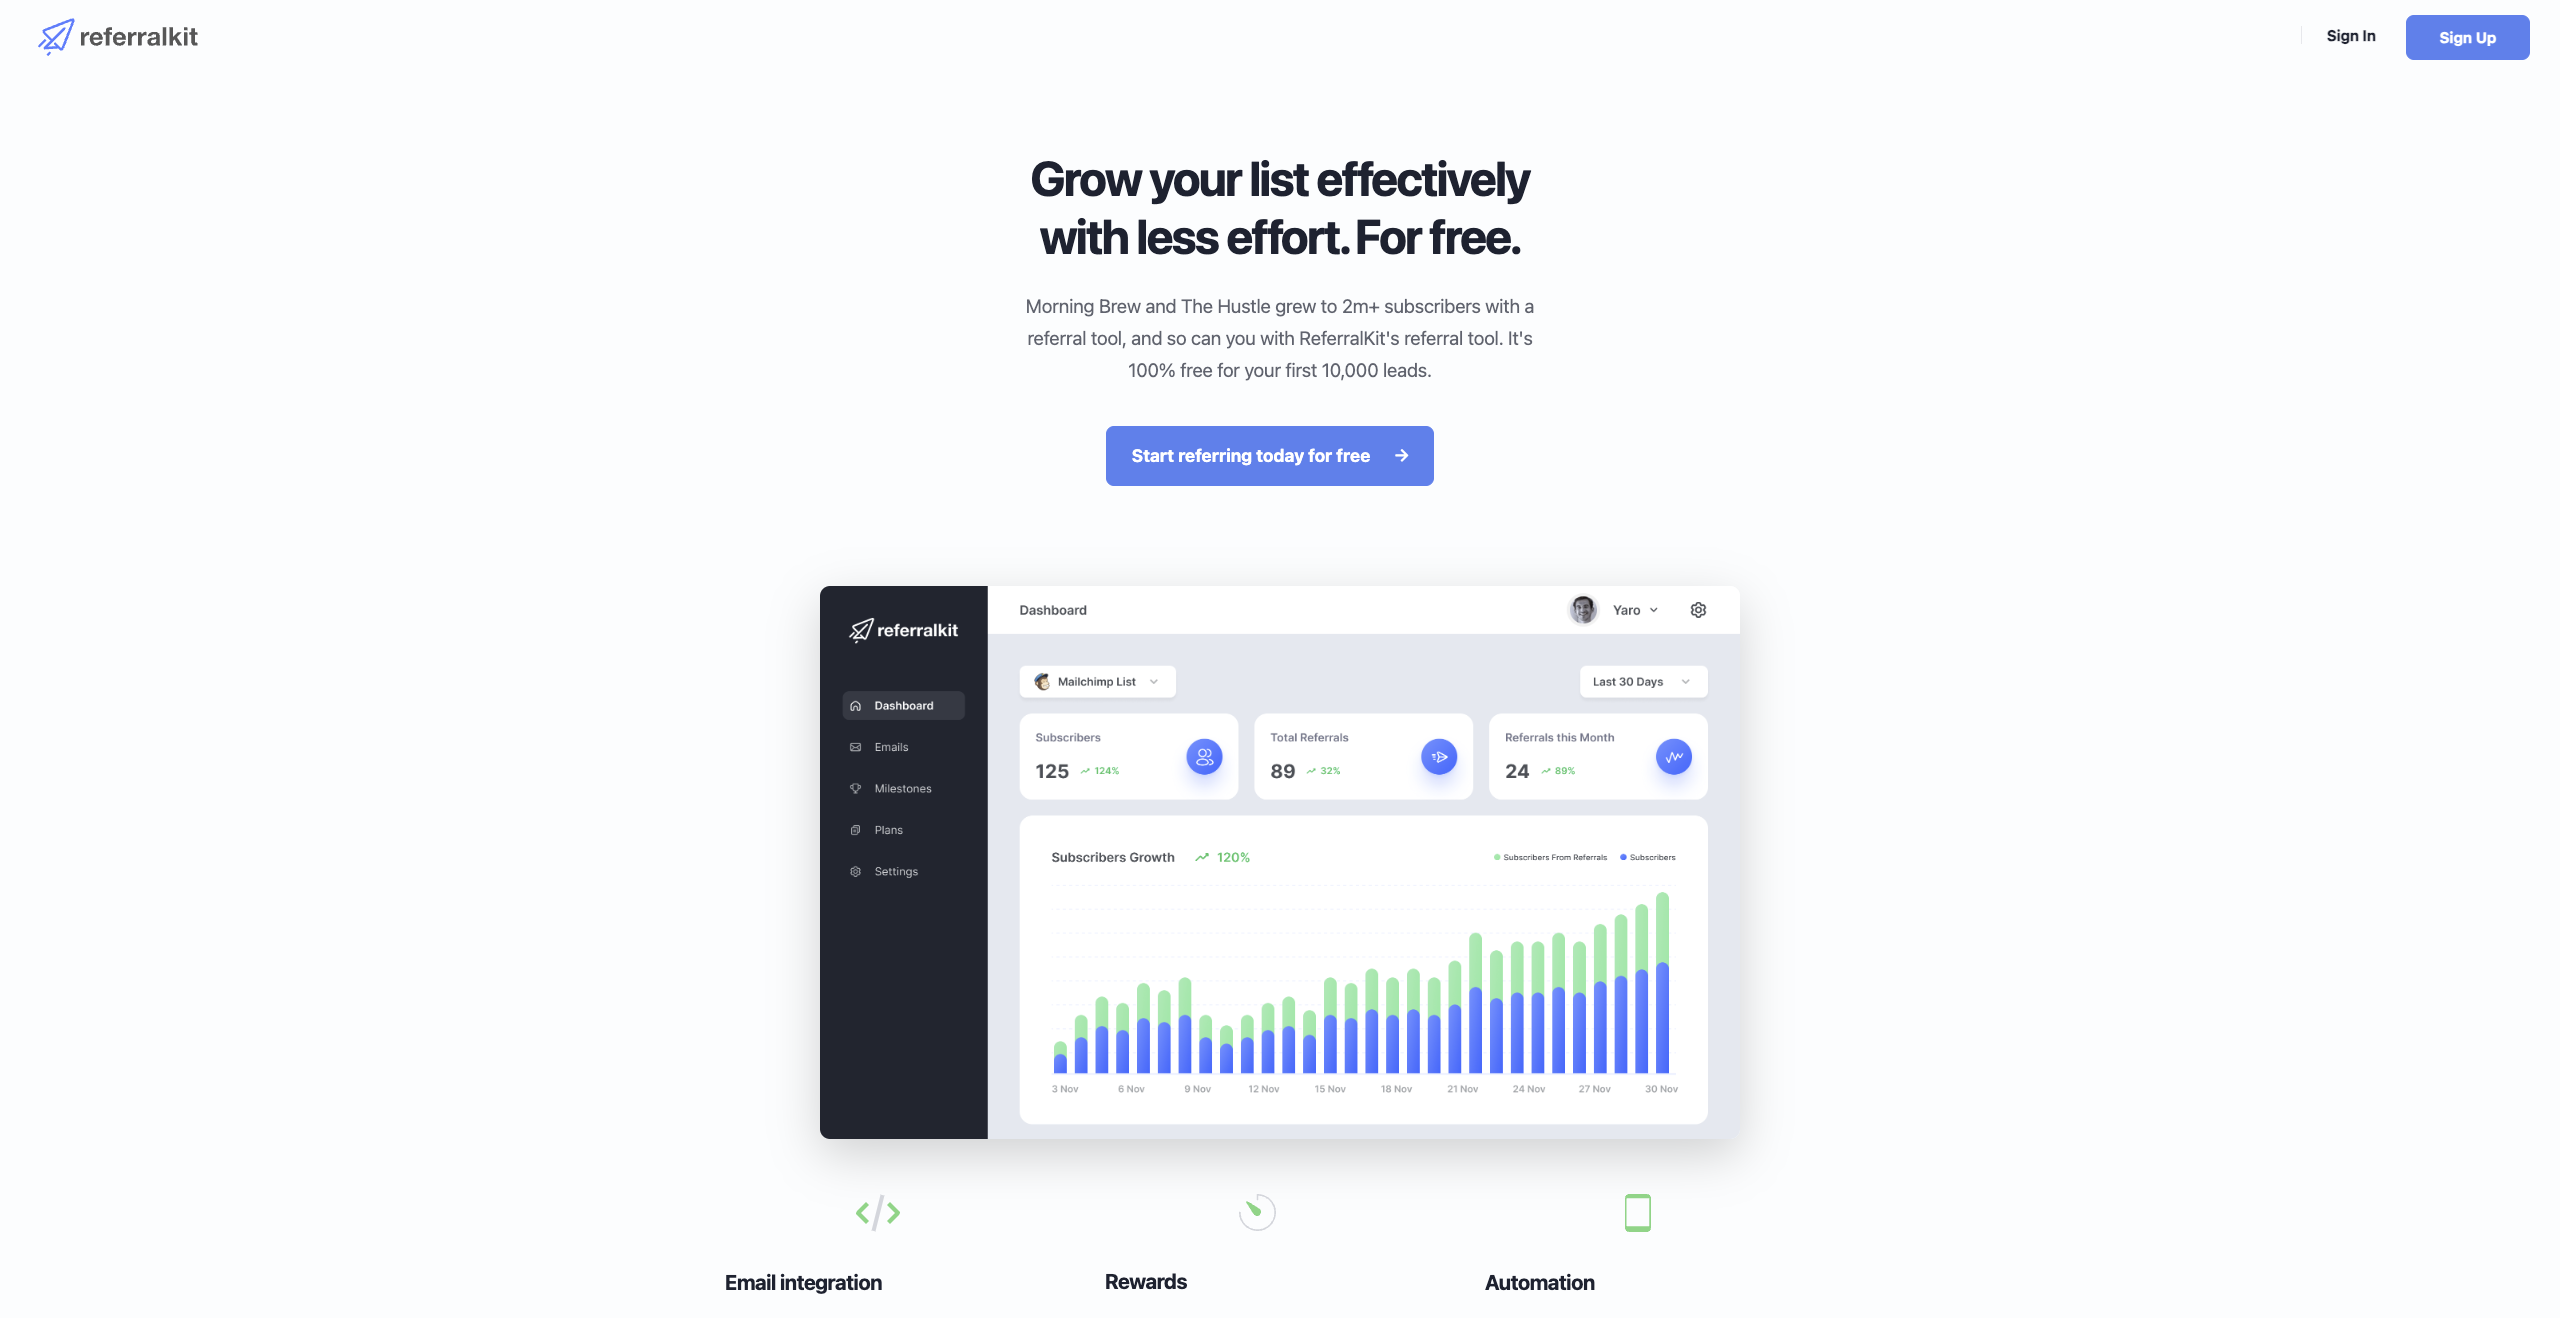 referralkit
Sign In
Sign Up
Grow your list effectively
with less effort. For free.
Morning Brew and The Hustle grew to 2m+ subscribers with a
referral tool, and so can you with ReferralKit's referral tool. It's
100% free for your first 10,000 leads.
Start referring today for free
referralkit
Dashboard
Emails
Milestones
Plans
Settings
Dashboard
Yaro
Mailchimp List
Last 30 Days
Subscribers
125 124%
Total Referrals
89 32%
Referrals this Month
24 89%
Subscribers Growth 120%
Subscribers From Referrals Subscribers
3 Nov 6 Nov 9 Nov 12 Nov 15 Nov 18 Nov 21 Nov 24 Nov 27 Nov 30 Nov
Email integration
Rewards
Automation